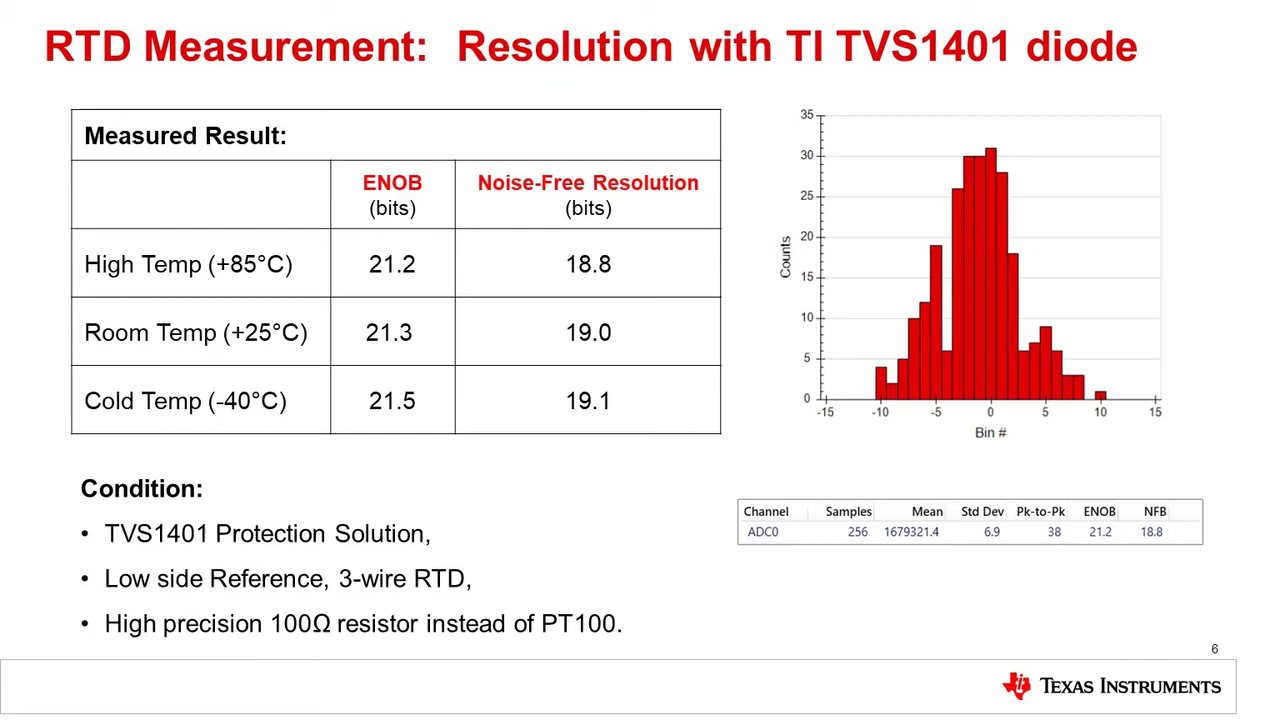 RTD Measurement: Resolution with TI TVS1401 diode
Measured Result:
ENOB (bits)
Noise-Free Resolution (bits)
High Temp (+85°C) 21.2 18.8
Room Temp (+25°C) 21.3 19.0
Cold Temp (-40°C) 21.5 19.1
Condition:
• TVS1401 Protection Solution,
• Low side Reference, 3-wire RTD,
• High precision 100Ω resistor instead of PT100.
35
30
25
20
15
10
5
0
Counts
-15 -10 -5 0 5 10 15
Bin #
Channel Samples Mean Std Dev Pk-to-Pk ENOB NFB
ADC0 256 1679321.4 6.9 38 21.2 18.8
6
TEXAS INSTRUMENTS